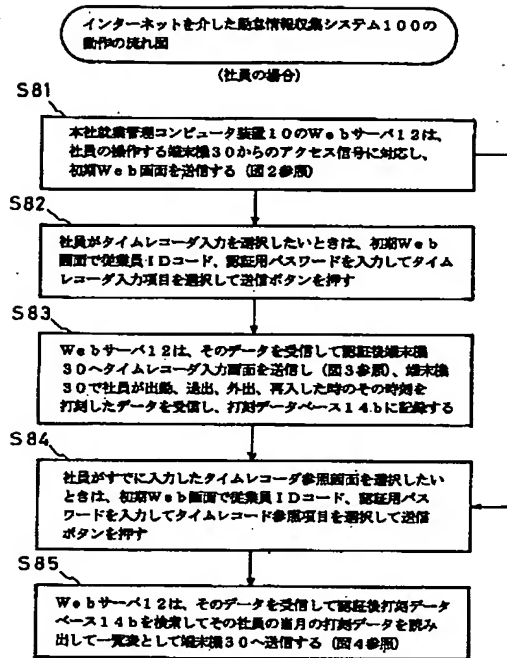 インターネットを介した勤怠情報収集システム100の
動作の流れ図
(社員の場合)
S81
本社就業管理コンピュータ装置10のWebサーバ12は、
社員の操作する端末機30からのアクセス信号に対応し、
初期Web画面を送信する(図2参照)
S82
社員がタイムレコーダ入力を選択したいときは、初期Web
画面で従業員IDコード、認証用パスワードを入力してタイム
レコーダ入力項目を選択して送信ボタンを押す
S83
Webサーバ12は、そのデータを受信して認証後端末機
30へタイムレコーダ入力画面を送信し(図3参照)、端末機
30で社員が出勤、退出、外出、再入した時のその時刻を
打刻したデータを受信し、打刻データベース14bに記録する
S84
社員がすでに入力したタイムレコーダ参照画面を選択したい
ときは、初期Web画面で従業員IDコード、認証用パス
ワードを入力してタイムレコード参照項目を選択して送信
ボタンを押す
S85
Webサーバ12は、そのデータを受信して認証後打刻データ
ベース14bを検索してその社員の当月の打刻データを読み
出して一覧表として端末機30へ送信する(図4参照)